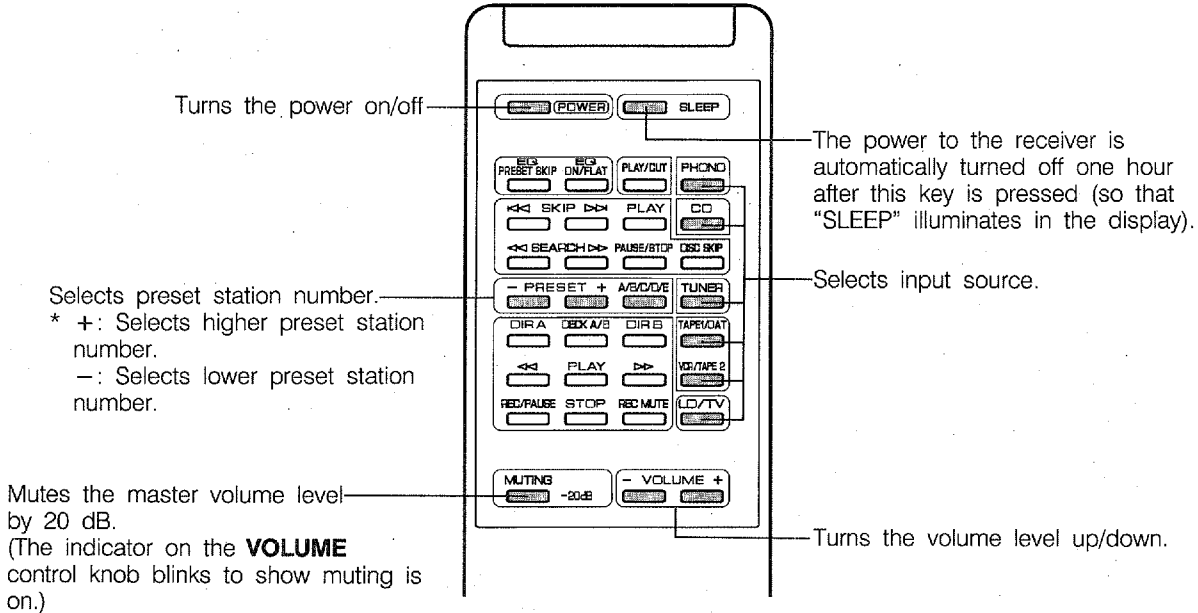 Turns the power on/off
POWER
SLEEP
The power to the receiver is
automatically turned off one hour
after this key is pressed (so that
"SLEEP" illuminates in the display).
EQ
PRESET SKIP
EQ
ON/FLAT
PLAY/CUT
PHONO
SKIP
PLAY
CD
SEARCH
PAUSE/STOP
DISC SKIP
Selects input source.
Selects preset station number.
* +: Selects higher preset station
number.
−: Selects lower preset station
number.
− PRESET +
A/B/C/D/E
TUNER
DIR A
DECK A/B
DIR B
TAPE1/DAT
PLAY
VCR/TAPE 2
REC/PAUSE
STOP
REC MUTE
LD/TV
Mutes the master volume level
by 20 dB.
(The indicator on the VOLUME
control knob blinks to show muting is
on.)
MUTING
−20dB
− VOLUME +
Turns the volume level up/down.